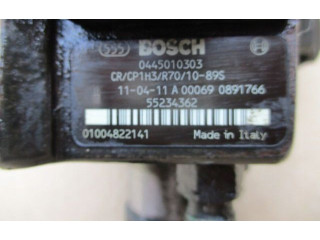 BOSCH
0445010303
CR/CP1H3/R70/10-89S
11-04-11 A 00069 0891766
55234362
01004822141 Made in Italy